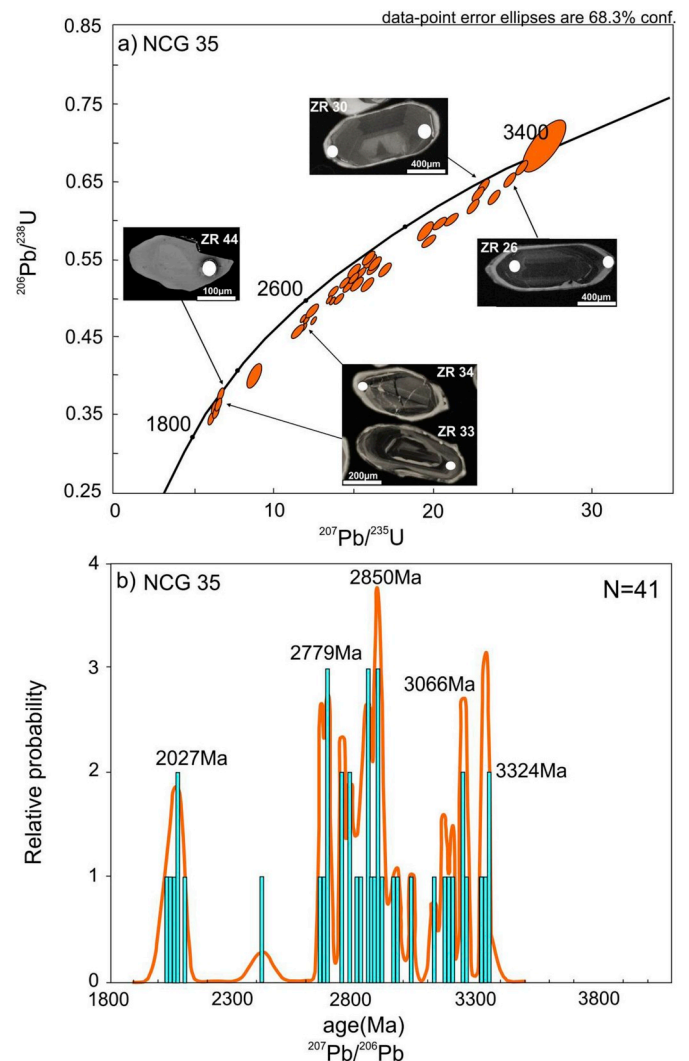 data-point error ellipses are 68.3% conf.
a) NCG 35
0.85
0.75
0.65
0.55
0.45
0.35
0.25
²⁰⁶Pb/²³⁸U
ZR 30
400µm
3400
ZR 44
100µm
2600
ZR 26
400µm
1800
ZR 34
ZR 33
200µm
0
10
20
30
²⁰⁷Pb/²³⁵U
b) NCG 35
N=41
4
3
2
1
0
Relative probability
2850Ma
2779Ma
3066Ma
2027Ma
3324Ma
1800
2300
2800
3300
3800
age(Ma)
²⁰⁷Pb/²⁰⁶Pb